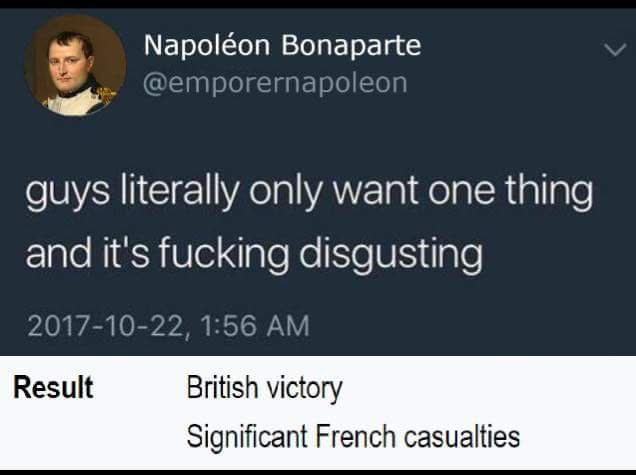 Napoléon Bonaparte
@emporernapoleon
guys literally only want one thing
and it's fucking disgusting
2017-10-22, 1:56 AM
Result British victory
Significant French casualties